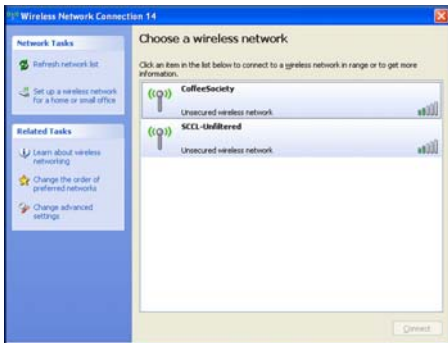 Wireless Network Connection 14
Network Tasks
Refresh network list
Set up a wireless network
for a home or small office
Related Tasks
Learn about wireless
networking
Change the order of
preferred networks
Change advanced
settings
Choose a wireless network
Click an item in the list below to connect to a wireless network in range or to get more
information.
CoffeeSociety
Unsecured wireless network
SCCL-Unfiltered
Unsecured wireless network
Connect